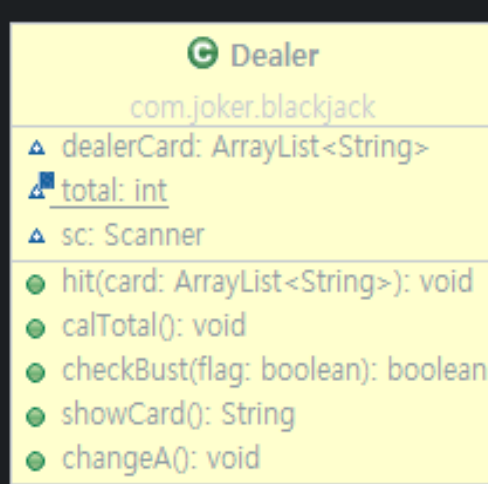 C Dealer
com.joker.blackjack
dealerCard: ArrayList<String>
total: int
sc: Scanner
hit(card: ArrayList<String>): void
calTotal(): void
checkBust(flag: boolean): boolean
showCard(): String
changeA(): void